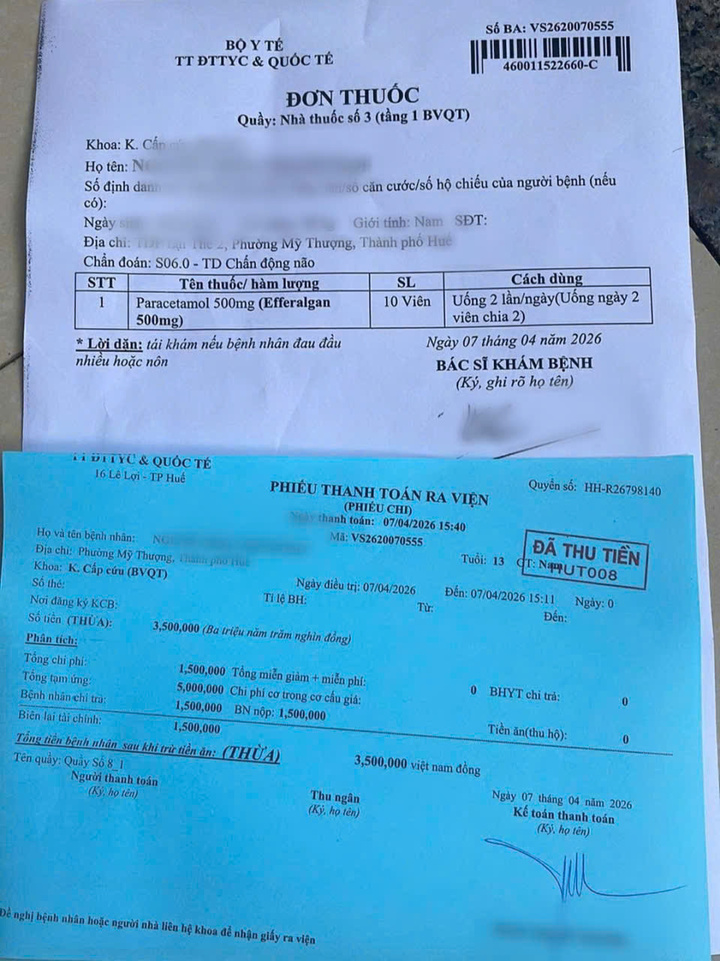 Số BA: VS2620070555
BỘ Y TẾ
TT ĐTTYC & QUỐC TẾ
460011522660-C
ĐƠN THUỐC
Quầy: Nhà thuốc số 3 (tầng 1 BVQT)
Khoa: K. Cấp
Họ tên:
Số định danh số căn cước/số hộ chiếu của người bệnh (nếu
có):
Ngày Giới tính: Nam SĐT:
Địa chỉ: 2, Phường Mỹ Thượng, Thành phố Huế
Chẩn đoán: S06.0 - TD Chấn động não
STT Tên thuốc/ hàm lượng SL Cách dùng
1 Paracetamol 500mg (Efferalgan 500mg) 10 Viên Uống 2 lần/ngày(Uống ngày 2 viên chia 2)
* Lời dặn: tái khám nếu bệnh nhân đau đầu
nhiều hoặc nôn
Ngày 07 tháng 04 năm 2026
BÁC SĨ KHÁM BỆNH
(Ký, ghi rõ họ tên)
TT ĐTTYC & QUỐC TẾ
16 Lê Lợi - TP Huế
PHIẾU THANH TOÁN RA VIỆN
(PHIẾU CHI)
Quyển số: HH-R26798140
Ngày thanh toán: 07/04/2026 15:40
Mã: VS2620070555
Họ và tên bệnh nhân:
Địa chỉ: Phường Mỹ Thượng, Thành phố Huế
Tuổi: 13 GT: Nam
ĐÃ THU TIỀN
HUT008
Khoa: K. Cấp cứu (BVQT)
Ngày điều trị: 07/04/2026 Đến: 07/04/2026 15:11 Ngày: 0
Số thẻ: Tỉ lệ BH: Từ: Đến:
Nơi đăng ký KCB:
Số tiền (THỪA): 3,500,000 (Ba triệu năm trăm nghìn đồng)
Phân tích:
Tổng chi phí: 1,500,000 Tổng miễn giảm + miễn phí: 0 BHYT chi trả: 0
Tổng tạm ứng: 5,000,000 Chi phí cơ trong cơ cấu giá:
Bệnh nhân chi trả: 1,500,000 BN nộp: 1,500,000 Tiền ăn(thu hộ): 0
Biên lai tài chính: 1,500,000
Tổng tiền bệnh nhân sau khi trừ tiền ăn: (THỪA) 3,500,000 việt nam đồng
Tên quầy: Quầy Số 8_1
Người thanh toán
(Ký, họ tên)
Thu ngân
(Ký, họ tên)
Ngày 07 tháng 04 năm 2026
Kế toán thanh toán
(Ký, họ tên)
Đề nghị bệnh nhân hoặc người nhà liên hệ khoa để nhận giấy ra viện